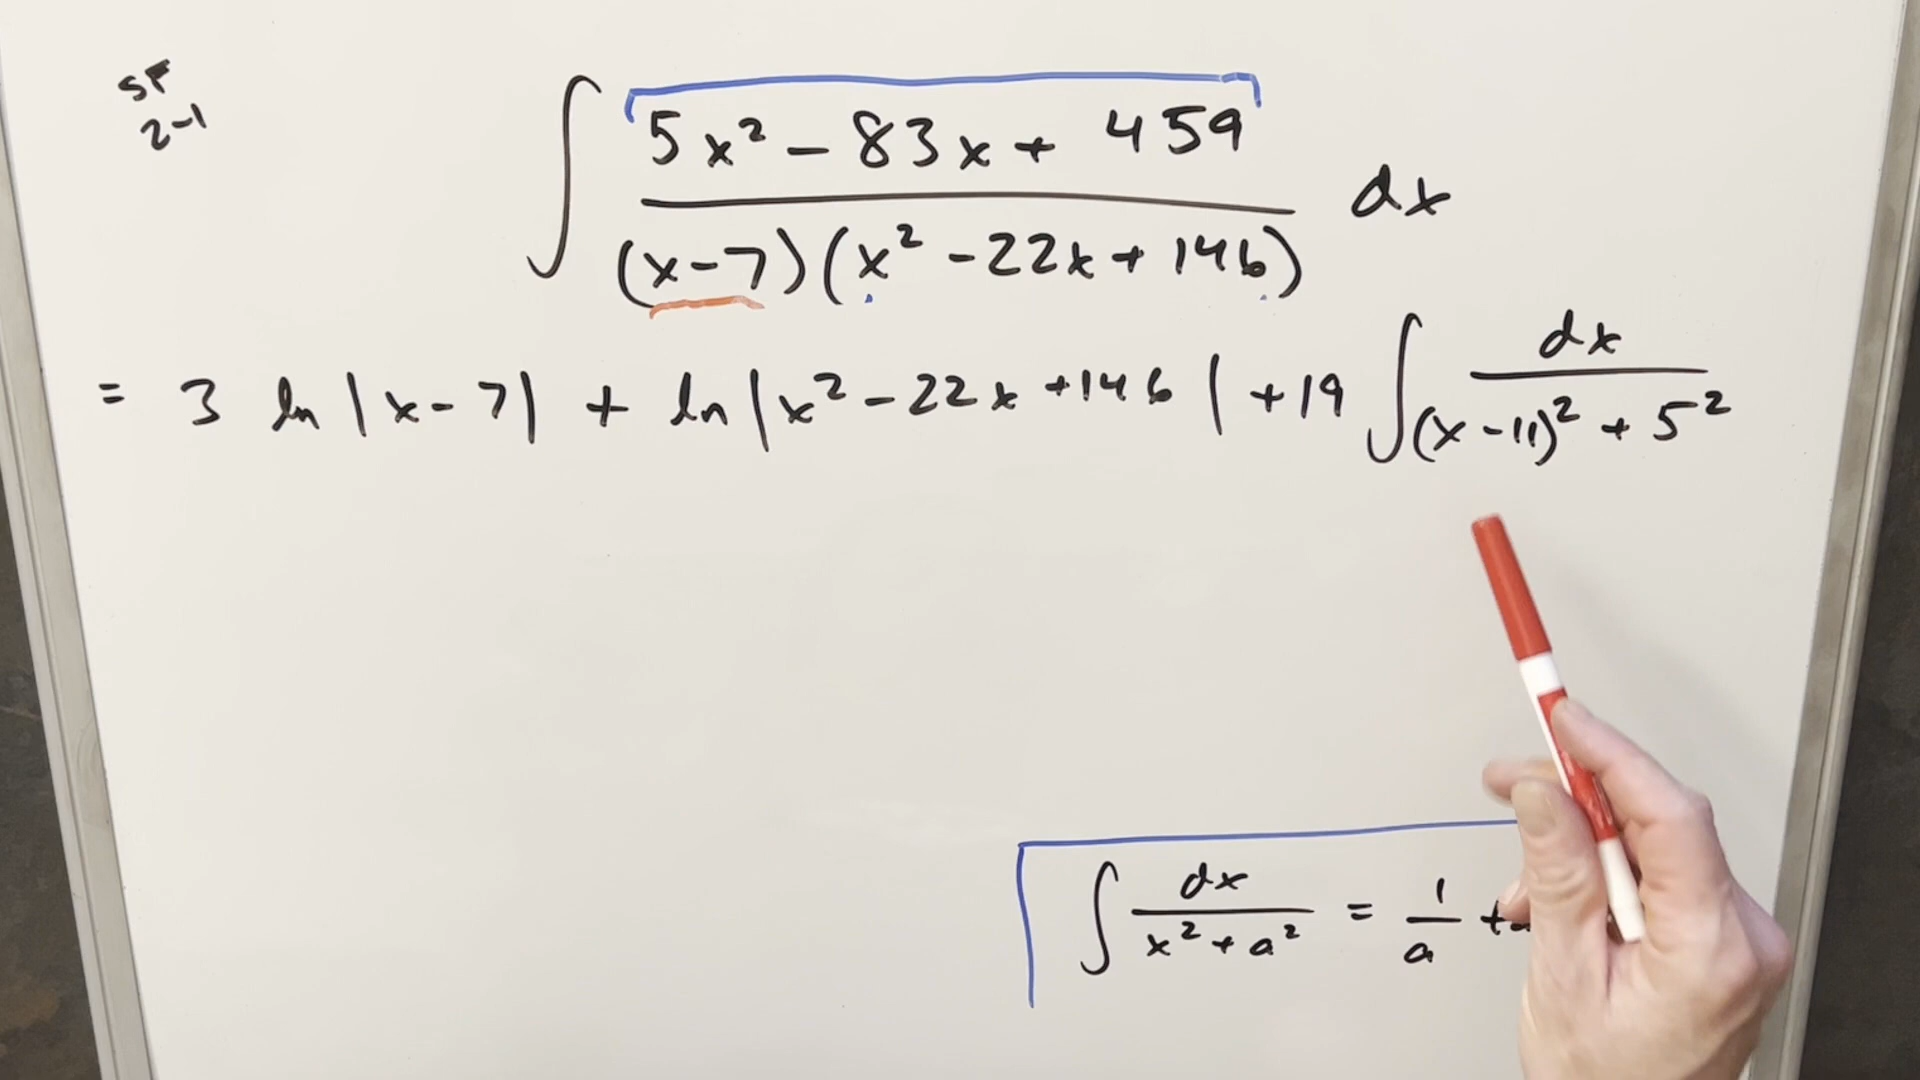 SF
2-1
∫ (5x² - 83x + 459) / ((x-7)(x² - 22x + 146)) dx
= 3 ln|x-7| + ln|x² - 22x + 146| + 19 ∫ dx / ((x-11)² + 5²)
∫ dx / (x² + a²) = 1/a